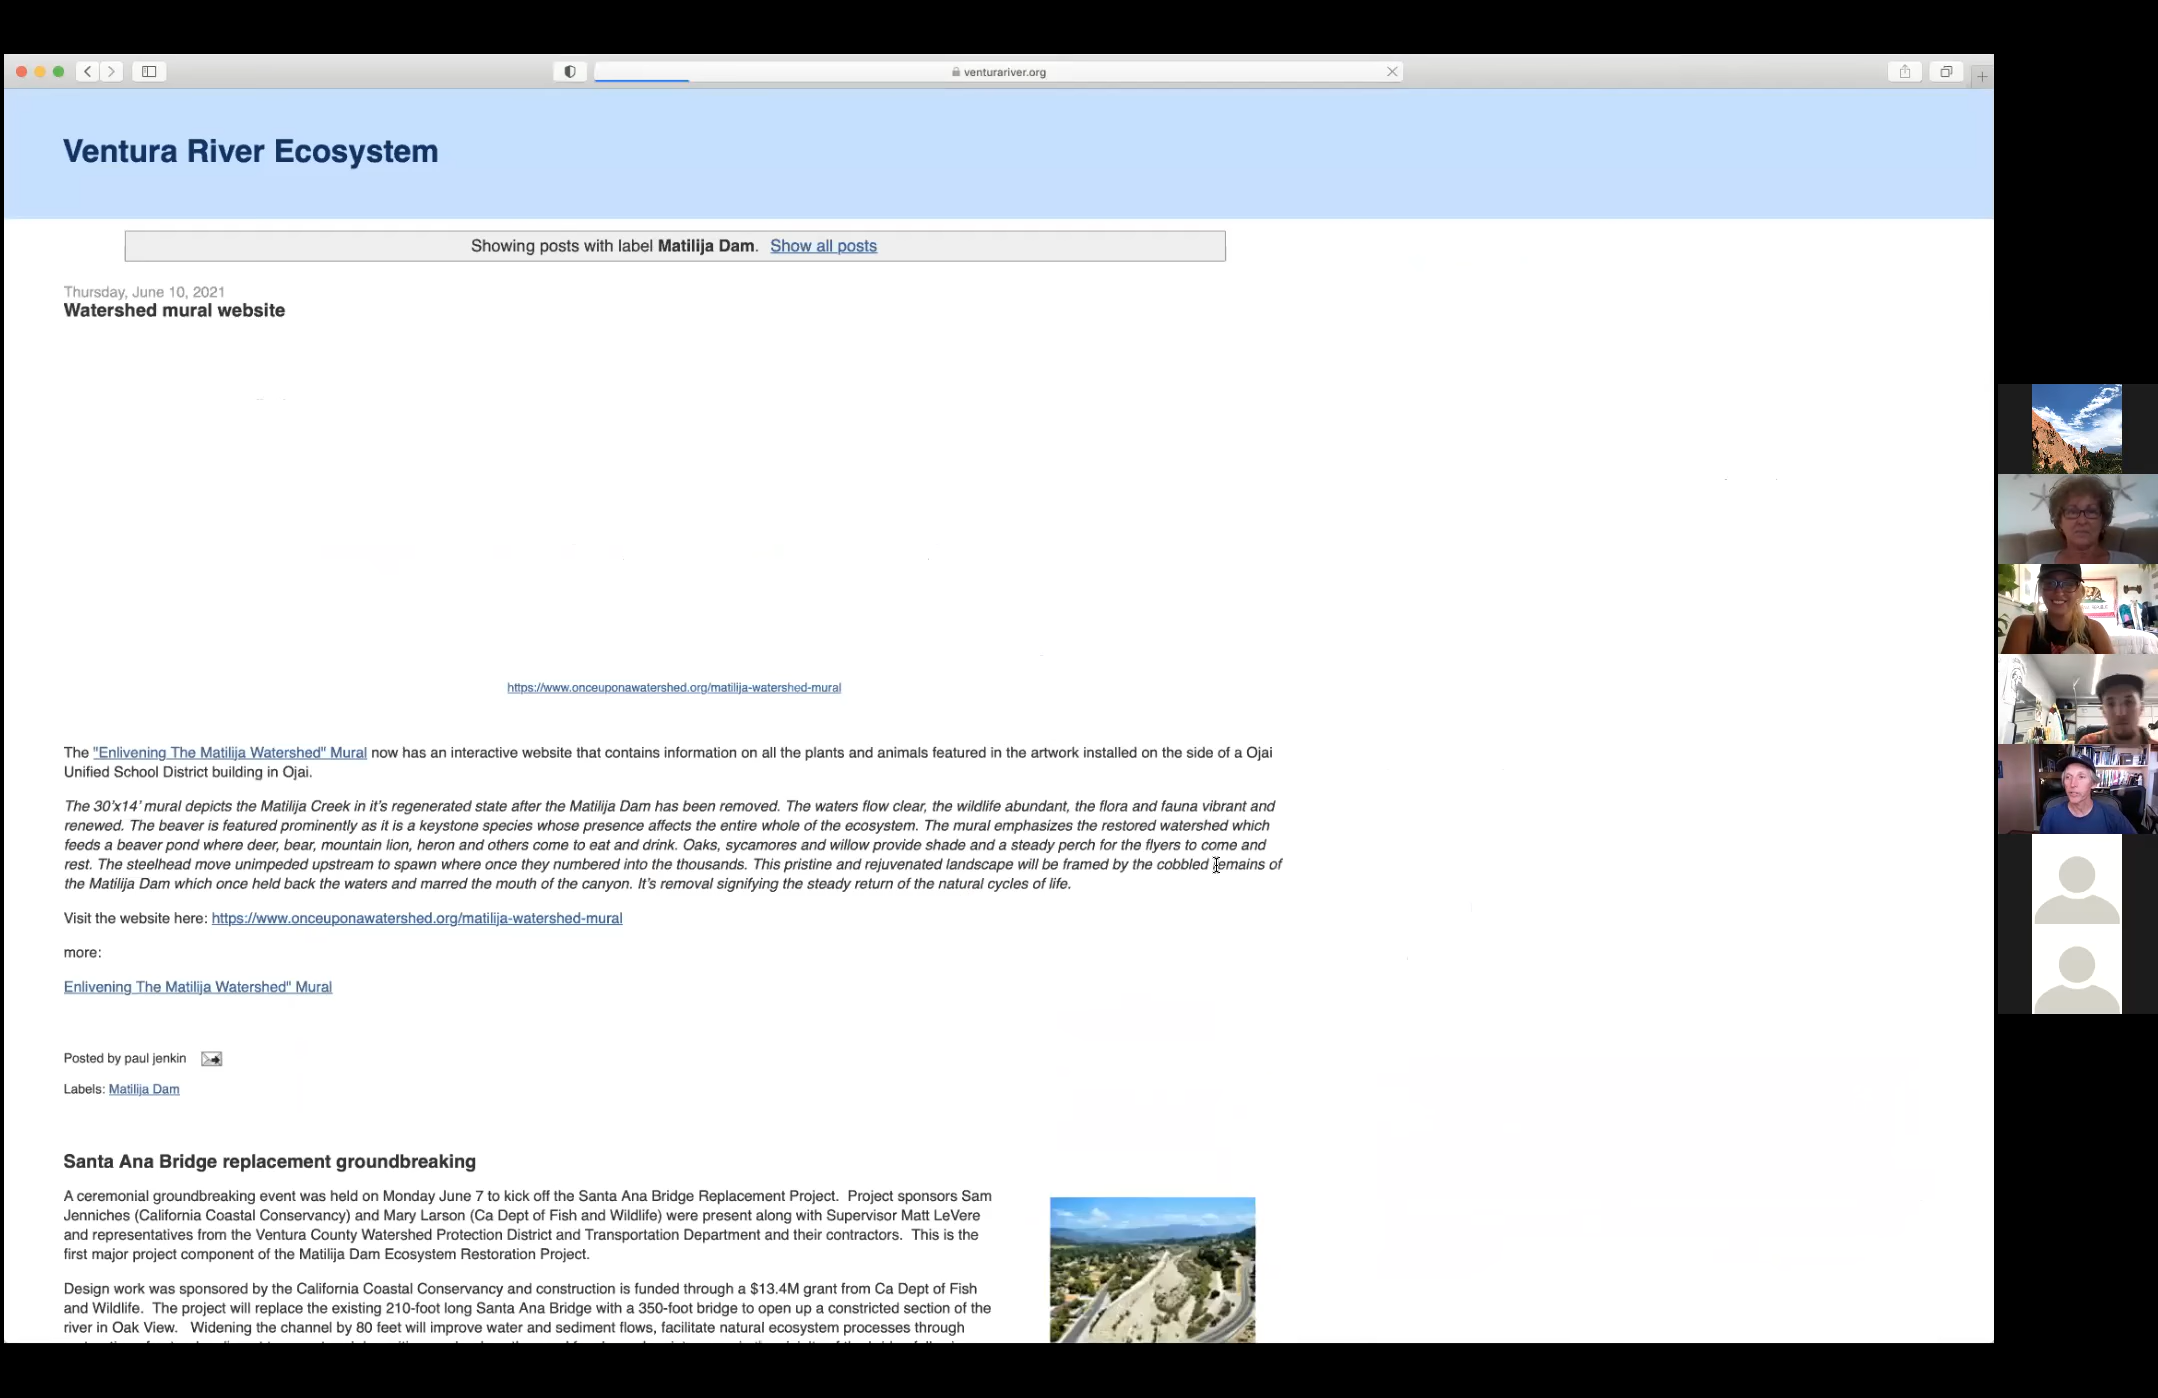 venturariver.org
Ventura River Ecosystem
Showing posts with label Matilija Dam. Show all posts
Thursday, June 10, 2021
Watershed mural website
https://www.onceuponawatershed.org/matilija-watershed-mural
The "Enlivening The Matilija Watershed" Mural now has an interactive website that contains information on all the plants and animals featured in the artwork installed on the side of a Ojai
Unified School District building in Ojai.
The 30'x14' mural depicts the Matilija Creek in it's regenerated state after the Matilija Dam has been removed. The waters flow clear, the wildlife abundant, the flora and fauna vibrant and
renewed. The beaver is featured prominently as it is a keystone species whose presence affects the entire whole of the ecosystem. The mural emphasizes the restored watershed which
feeds a beaver pond where deer, bear, mountain lion, heron and others come to eat and drink. Oaks, sycamores and willow provide shade and a steady perch for the flyers to come and
rest. The steelhead move unimpeded upstream to spawn where once they numbered into the thousands. This pristine and rejuvenated landscape will be framed by the cobbled remains of
the Matilija Dam which once held back the waters and marred the mouth of the canyon. It's removal signifying the steady return of the natural cycles of life.
Visit the website here: https://www.onceuponawatershed.org/matilija-watershed-mural
more:
Enlivening The Matilija Watershed" Mural
Posted by paul jenkin
Labels: Matilija Dam
Santa Ana Bridge replacement groundbreaking
A ceremonial groundbreaking event was held on Monday June 7 to kick off the Santa Ana Bridge Replacement Project. Project sponsors Sam
Jenniches (California Coastal Conservancy) and Mary Larson (Ca Dept of Fish and Wildlife) were present along with Supervisor Matt LeVere
and representatives from the Ventura County Watershed Protection District and Transportation Department and their contractors. This is the
first major project component of the Matilija Dam Ecosystem Restoration Project.
Design work was sponsored by the California Coastal Conservancy and construction is funded through a $13.4M grant from Ca Dept of Fish
and Wildlife. The project will replace the existing 210-foot long Santa Ana Bridge with a 350-foot bridge to open up a constricted section of the
river in Oak View. Widening the channel by 80 feet will improve water and sediment flows, facilitate natural ecosystem processes through